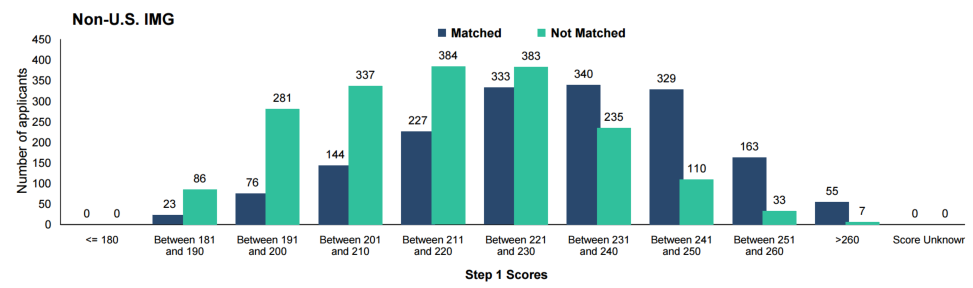 Non-U.S. IMG
Matched Not Matched
Number of applicants
450
400
350
300
250
200
150
100
50
0
0 0
23 86
76 281
144 337
227 384
333 383
340 235
329 110
163 33
55 7
0 0
<= 180
Between 181
and 190
Between 191
and 200
Between 201
and 210
Between 211
and 220
Between 221
and 230
Between 231
and 240
Between 241
and 250
Between 251
and 260
>260
Score Unknown
Step 1 Scores